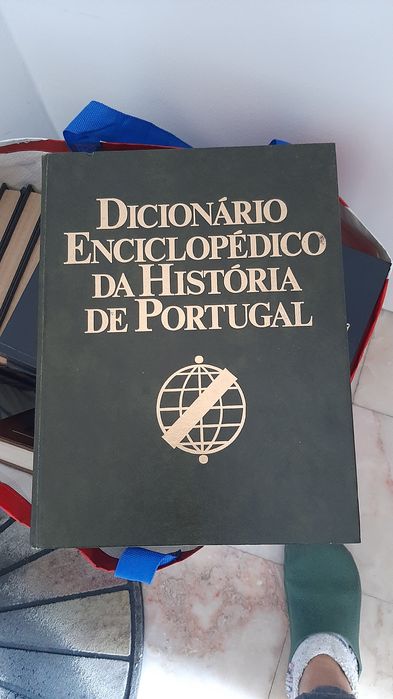 DICIONÁRIO
ENCICLOPÉDICO
DA HISTÓRIA
DE PORTUGAL